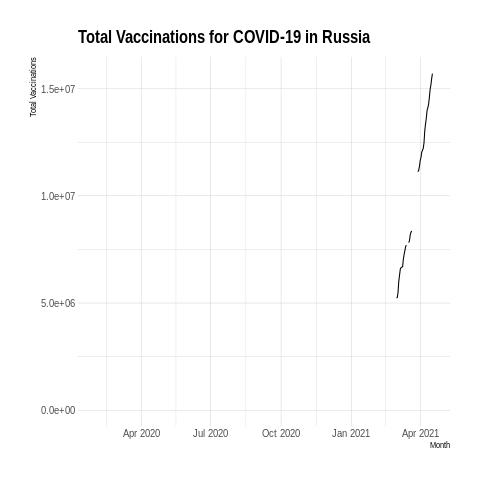 Total Vaccinations for COVID-19 in Russia
Total Vaccinations
1.5e+07
1.0e+07
5.0e+06
0.0e+00
Apr 2020 Jul 2020 Oct 2020 Jan 2021 Apr 2021
Month